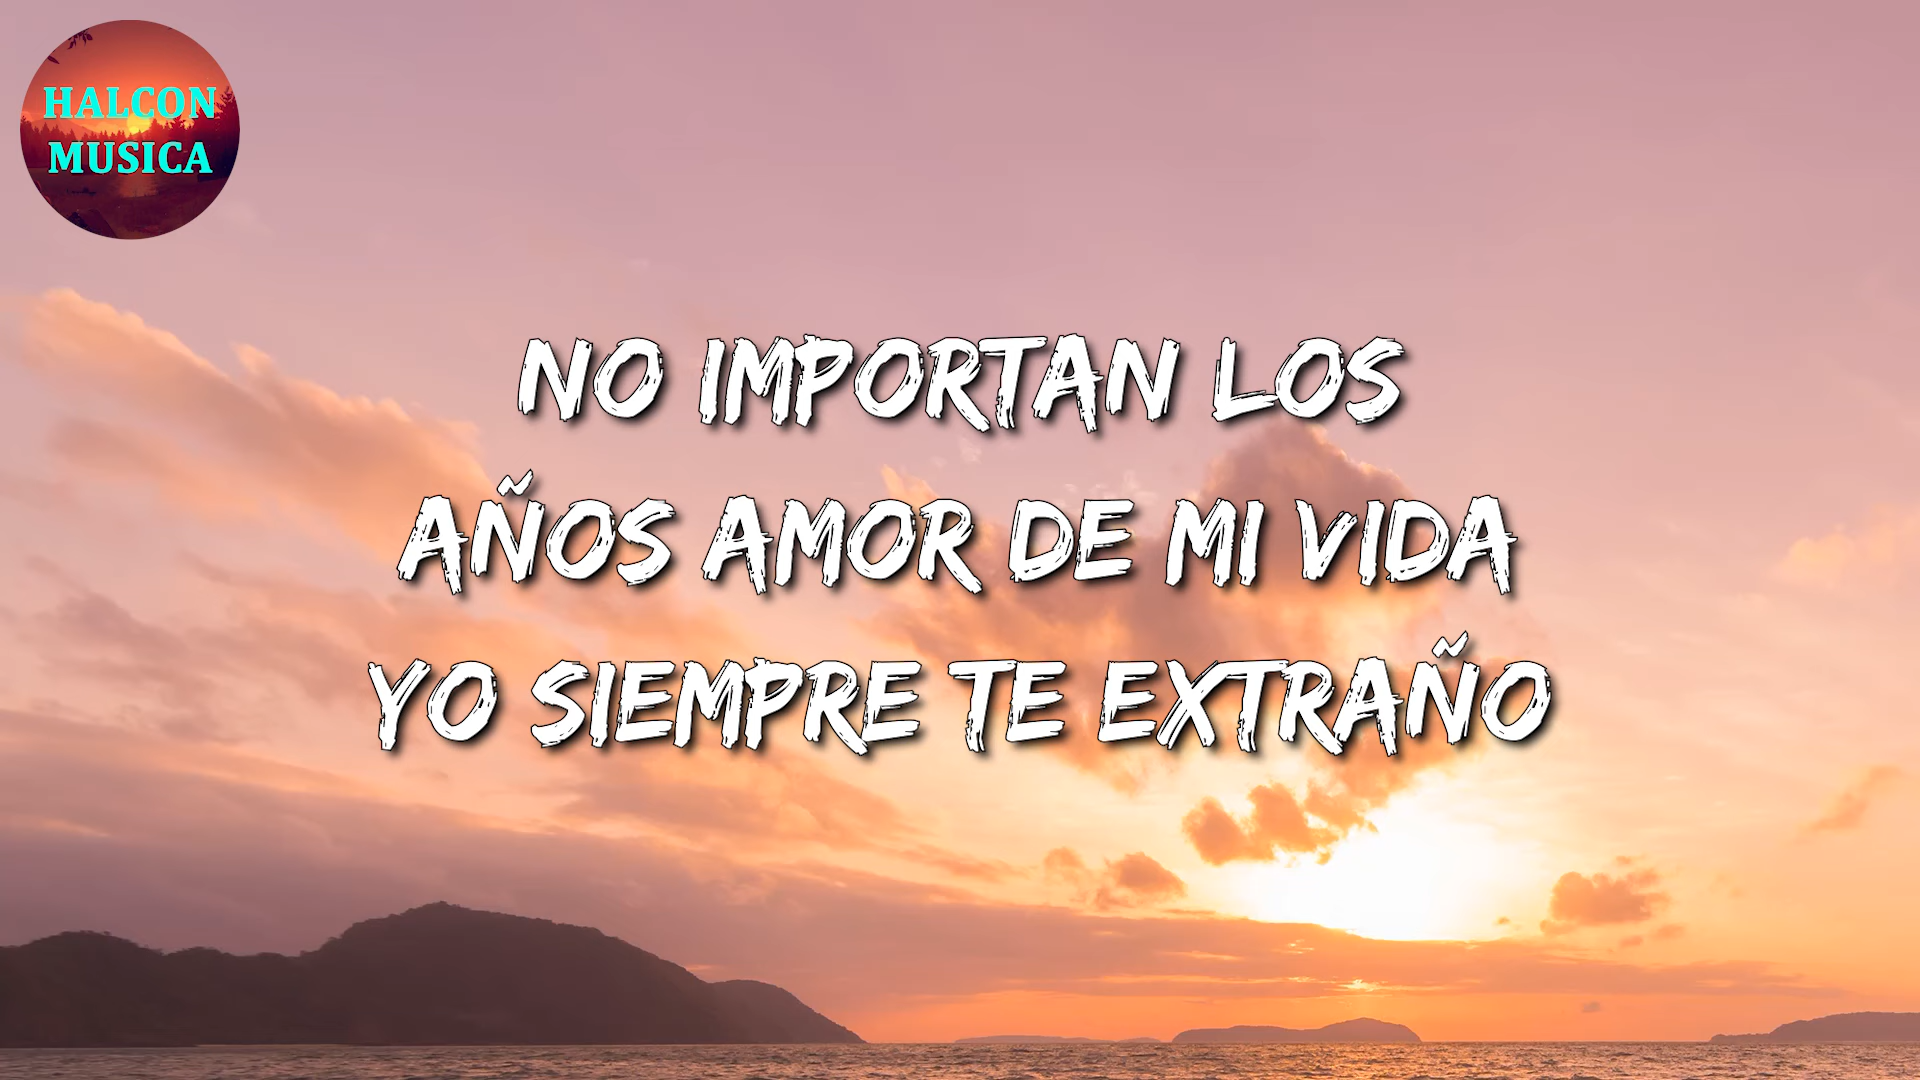 HALCON
MUSICA
NO IMPORTAN LOS
AÑOS AMOR DE MI VIDA
YO SIEMPRE TE EXTRAÑO